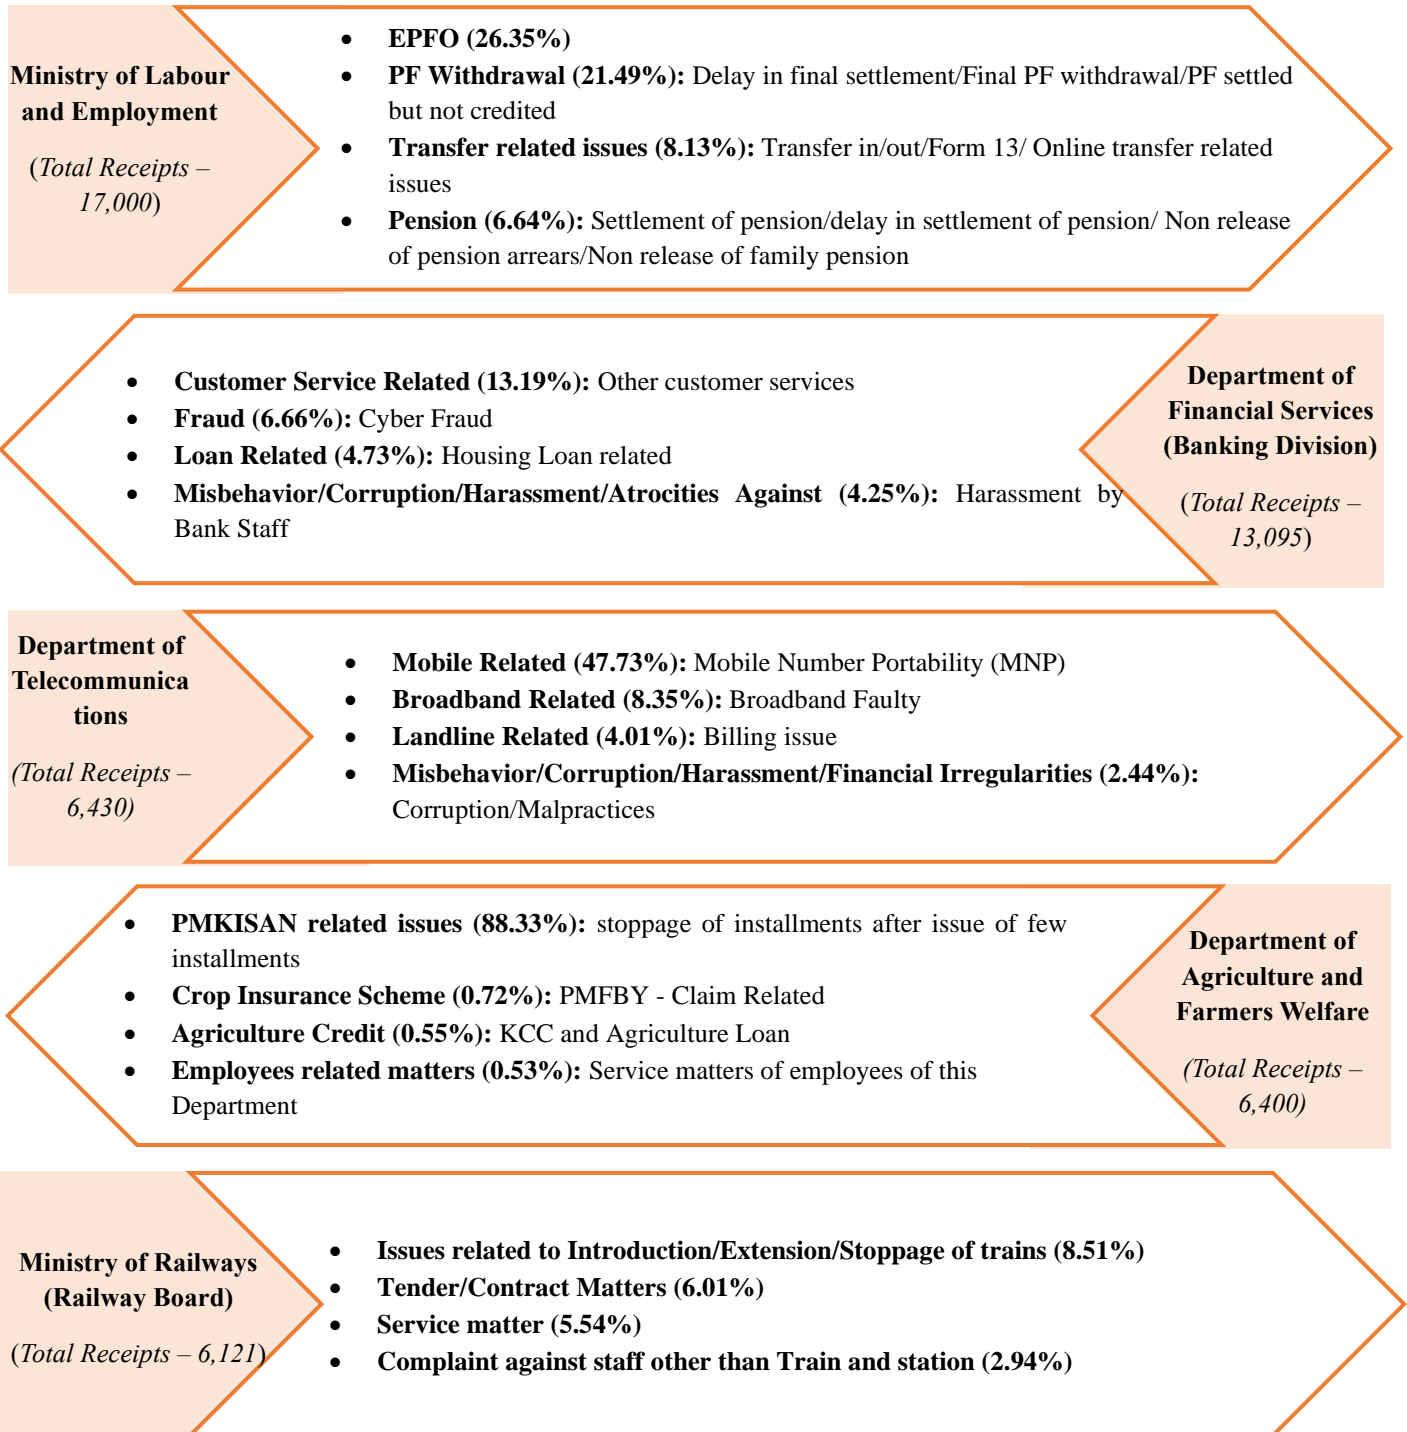 Ministry of Labour
and Employment
(Total Receipts –
17,000)
• EPFO (26.35%)
• PF Withdrawal (21.49%): Delay in final settlement/Final PF withdrawal/PF settled
but not credited
• Transfer related issues (8.13%): Transfer in/out/Form 13/ Online transfer related
issues
• Pension (6.64%): Settlement of pension/delay in settlement of pension/ Non release
of pension arrears/Non release of family pension
• Customer Service Related (13.19%): Other customer services
• Fraud (6.66%): Cyber Fraud
• Loan Related (4.73%): Housing Loan related
• Misbehavior/Corruption/Harassment/Atrocities Against (4.25%): Harassment by
Bank Staff
Department of
Financial Services
(Banking Division)
(Total Receipts –
13,095)
Department of
Telecommunica
tions
(Total Receipts –
6,430)
• Mobile Related (47.73%): Mobile Number Portability (MNP)
• Broadband Related (8.35%): Broadband Faulty
• Landline Related (4.01%): Billing issue
• Misbehavior/Corruption/Harassment/Financial Irregularities (2.44%):
Corruption/Malpractices
• PMKISAN related issues (88.33%): stoppage of installments after issue of few
installments
• Crop Insurance Scheme (0.72%): PMFBY - Claim Related
• Agriculture Credit (0.55%): KCC and Agriculture Loan
• Employees related matters (0.53%): Service matters of employees of this
Department
Department of
Agriculture and
Farmers Welfare
(Total Receipts –
6,400)
Ministry of Railways
(Railway Board)
(Total Receipts – 6,121)
• Issues related to Introduction/Extension/Stoppage of trains (8.51%)
• Tender/Contract Matters (6.01%)
• Service matter (5.54%)
• Complaint against staff other than Train and station (2.94%)